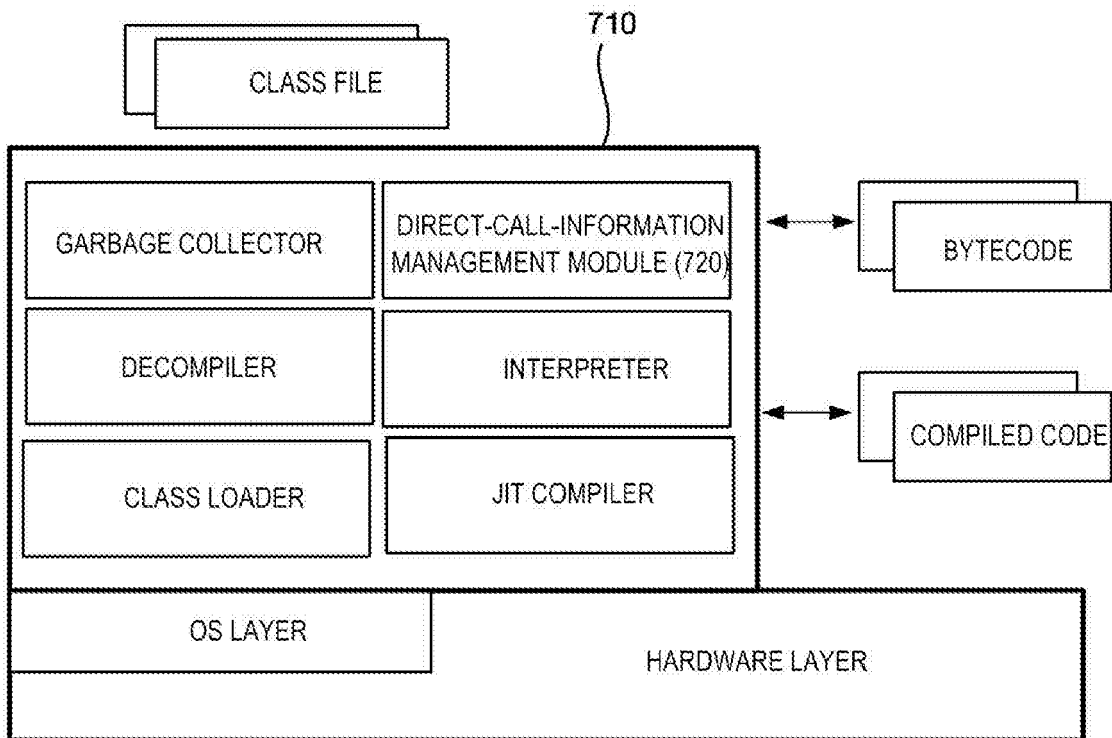 710
CLASS FILE
GARBAGE COLLECTOR
DIRECT-CALL-INFORMATION
MANAGEMENT MODULE (720)
BYTECODE
DECOMPILER
INTERPRETER
COMPILED CODE
CLASS LOADER
JIT COMPILER
OS LAYER
HARDWARE LAYER